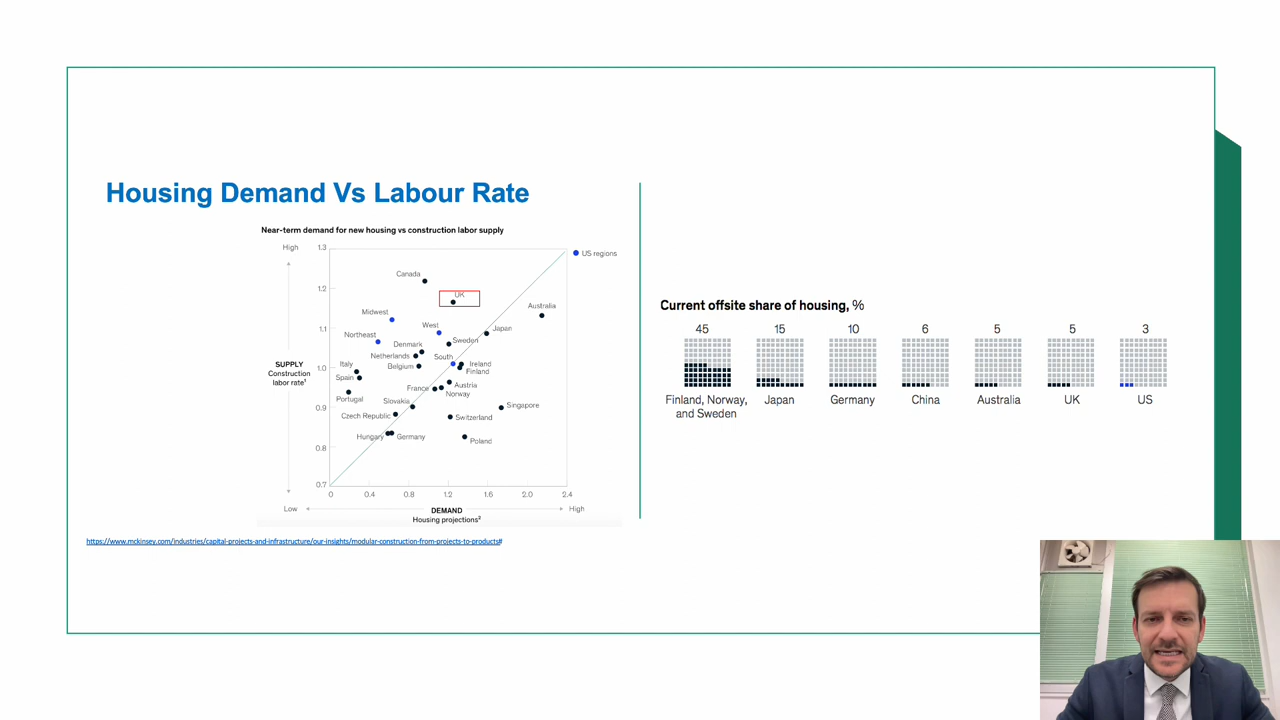 Housing Demand Vs Labour Rate
Near-term demand for new housing vs construction labor supply
High
1.3
US regions
Canada
1.2
UK
Australia
Midwest
1.1
West
Japan
Northeast
Sweden
Denmark
Netherlands
South
SUPPLY
Construction
labor rate¹
1.0
Italy
Belgium
Ireland
Finland
Spain
France
Austria
Norway
Portugal
0.9
Slovakia
Singapore
Czech Republic
Switzerland
Hungary
Germany
Poland
0.8
0.7
0
0.4
0.8
1.2
1.6
2.0
2.4
Low
DEMAND
High
Housing projections²
https://www.mckinsey.com/industries/capital-projects-and-infrastructure/our-insights/modular-construction-from-projects-to-products#
Current offsite share of housing, %
45
15
10
6
5
5
3
Finland, Norway,
and Sweden
Japan
Germany
China
Australia
UK
US